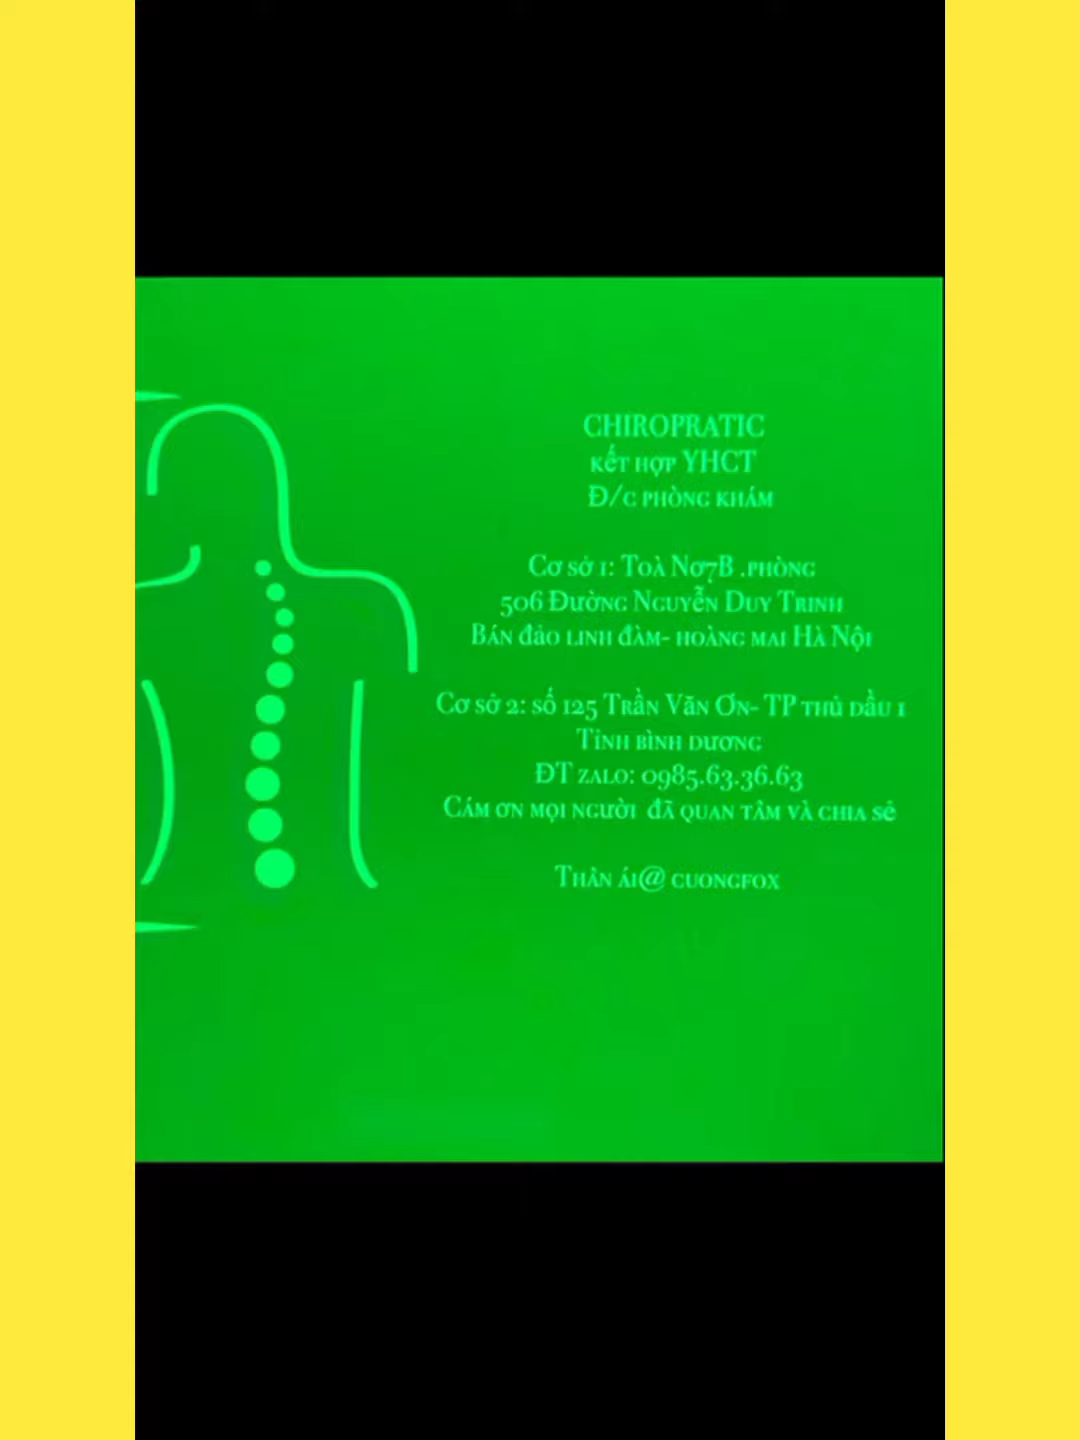 CHIROPRATIC
kết hợp YHCT
Đ/c phòng khám
Cơ sở 1: Toà Nơ7B .phòng
506 Đường Nguyễn Duy Trinh
Bán đảo linh đàm- hoàng mai Hà Nội
Cơ sở 2: số 125 Trần Văn Ơn- TP thủ dầu 1
Tỉnh bình dương
ĐT zalo: 0985.63.36.63
Cám ơn mọi người đã quan tâm và chia sẻ
Thân ái@ cuongfox